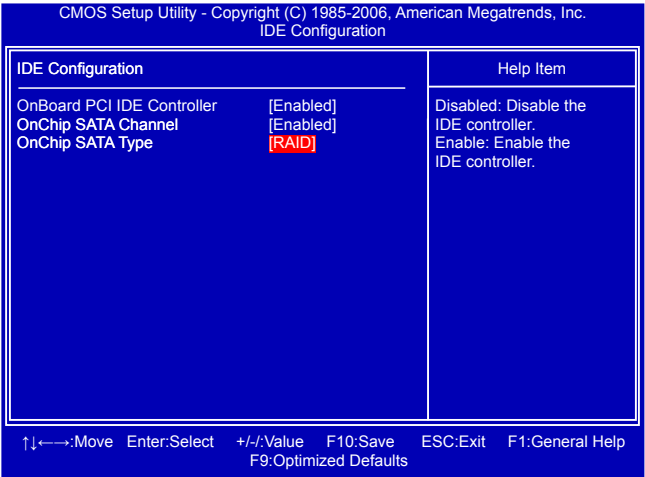 CMOS Setup Utility - Copyright (C) 1985-2006, American Megatrends, Inc.
IDE Configuration
IDE Configuration
Help Item
OnBoard PCI IDE Controller [Enabled]
OnChip SATA Channel [Enabled]
OnChip SATA Type [RAID]
Disabled: Disable the
IDE controller.
Enable: Enable the
IDE controller.
↑↓←→:Move Enter:Select +/-/:Value F10:Save ESC:Exit F1:General Help
F9:Optimized Defaults